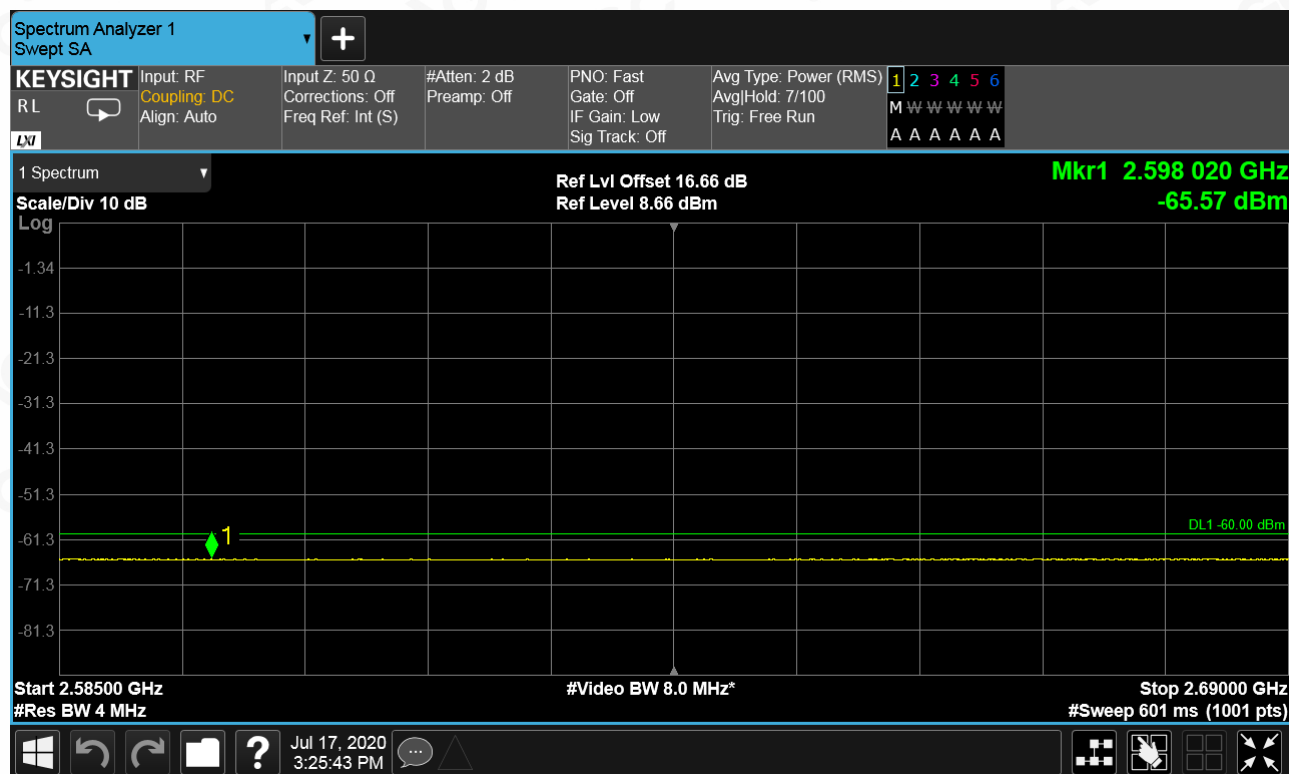 Spectrum Analyzer 1
Swept SA
KEYSIGHT
RL
LXI
Input: RF
Coupling: DC
Align: Auto
Input Z: 50 Ω
Corrections: Off
Freq Ref: Int (S)
#Atten: 2 dB
Preamp: Off
PNO: Fast
Gate: Off
IF Gain: Low
Sig Track: Off
Avg Type: Power (RMS)
Avg|Hold: 7/100
Trig: Free Run
1 2 3 4 5 6
M W W W W W
A A A A A A
1 Spectrum
Scale/Div 10 dB
Log
Ref Lvl Offset 16.66 dB
Ref Level 8.66 dBm
Mkr1 2.598 020 GHz
-65.57 dBm
-1.34
-11.3
-21.3
-31.3
-41.3
-51.3
DL1 -60.00 dBm
1
-61.3
-71.3
-81.3
Start 2.58500 GHz
#Res BW 4 MHz
#Video BW 8.0 MHz*
Stop 2.69000 GHz
#Sweep 601 ms (1001 pts)
?
Jul 17, 2020
3:25:43 PM